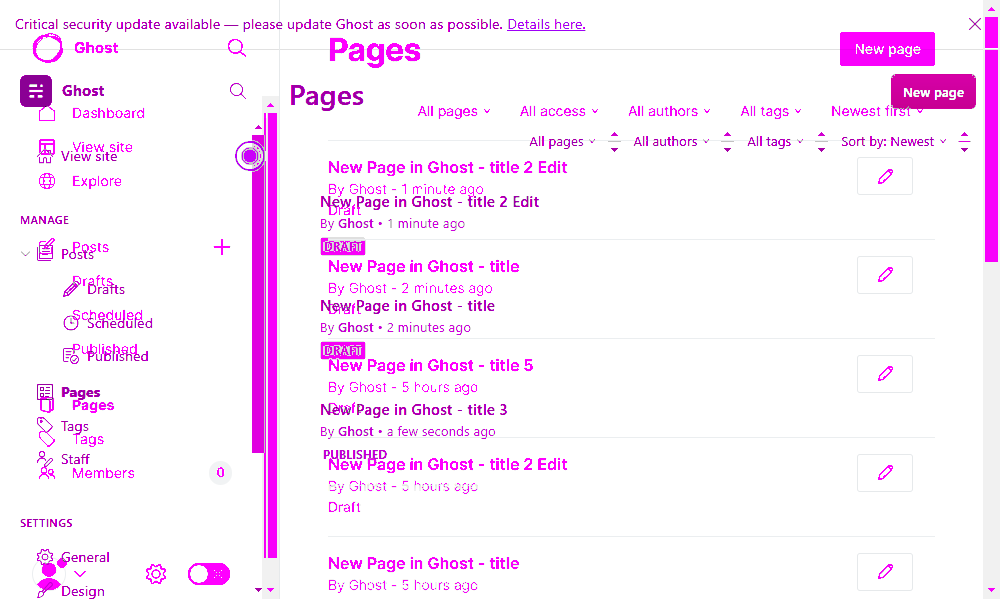 Critical security update available — please update Ghost as soon as possible. Details here.
Ghost
Pages
New page
Ghost
Pages
New page
Dashboard
All pages
All access
All authors
All tags
Newest first
View site
View site
All pages
All authors
All tags
Sort by: Newest
Explore
New Page in Ghost - title 2 Edit
By Ghost - 1 minute ago
Draft
New Page in Ghost - title 2 Edit
By Ghost • 1 minute ago
DRAFT
MANAGE
Posts
Posts
Drafts
Drafts
Scheduled
Scheduled
Published
Published
New Page in Ghost - title
By Ghost - 2 minutes ago
Draft
New Page in Ghost - title
By Ghost • 2 minutes ago
DRAFT
New Page in Ghost - title 5
By Ghost - 5 hours ago
Draft
New Page in Ghost - title 3
By Ghost • a few seconds ago
PUBLISHED
Pages
Pages
Tags
Tags
Staff
Members
0
New Page in Ghost - title 2 Edit
By Ghost - 5 hours ago
Draft
SETTINGS
General
Design
New Page in Ghost - title
By Ghost - 5 hours ago